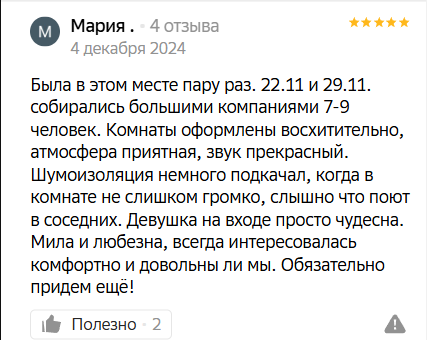 М
Мария . · 4 отзыва
4 декабря 2024
Была в этом месте пару раз. 22.11 и 29.11.
собирались большими компаниями 7-9
человек. Комнаты оформлены восхитительно,
атмосфера приятная, звук прекрасный.
Шумоизоляция немного подкачал, когда в
комнате не слишком громко, слышно что поют
в соседних. Девушка на входе просто чудесна.
Мила и любезна, всегда интересовалась
комфортно и довольны ли мы. Обязательно
придем ещё!
Полезно · 2